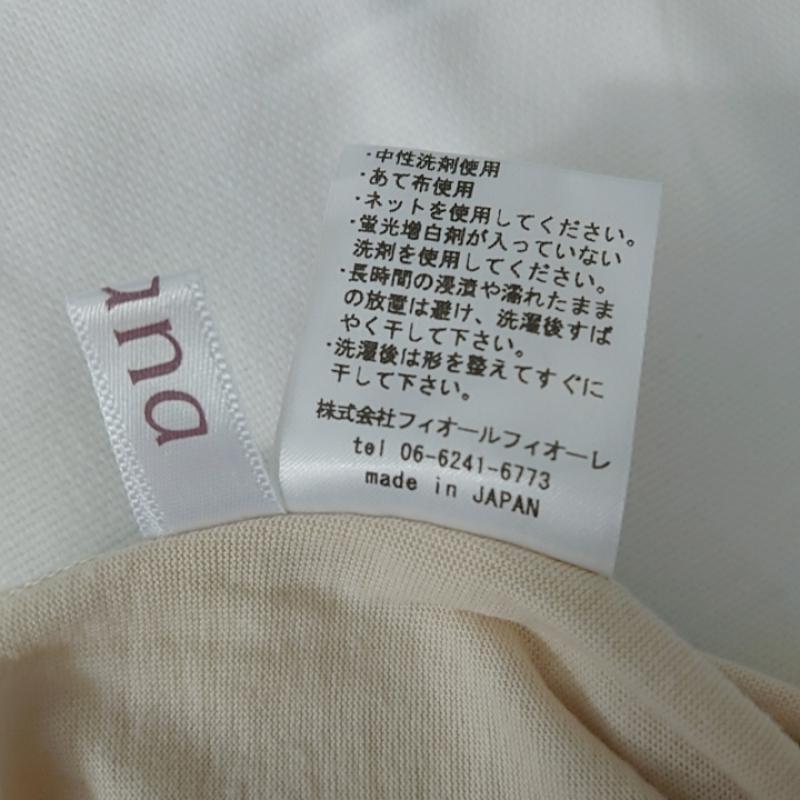 ・中性洗剤使用
・あて布使用
・ネットを使用してください。
・蛍光増白剤が入っていない
洗剤を使用してください。
・長時間の浸漬や濡れたまま
の放置は避け、洗濯後すば
やく干して下さい。
・洗濯後は形を整えてすぐに
干して下さい。
株式会社フィオールフィオーレ
tel 06-6241-6773
made in JAPAN
una